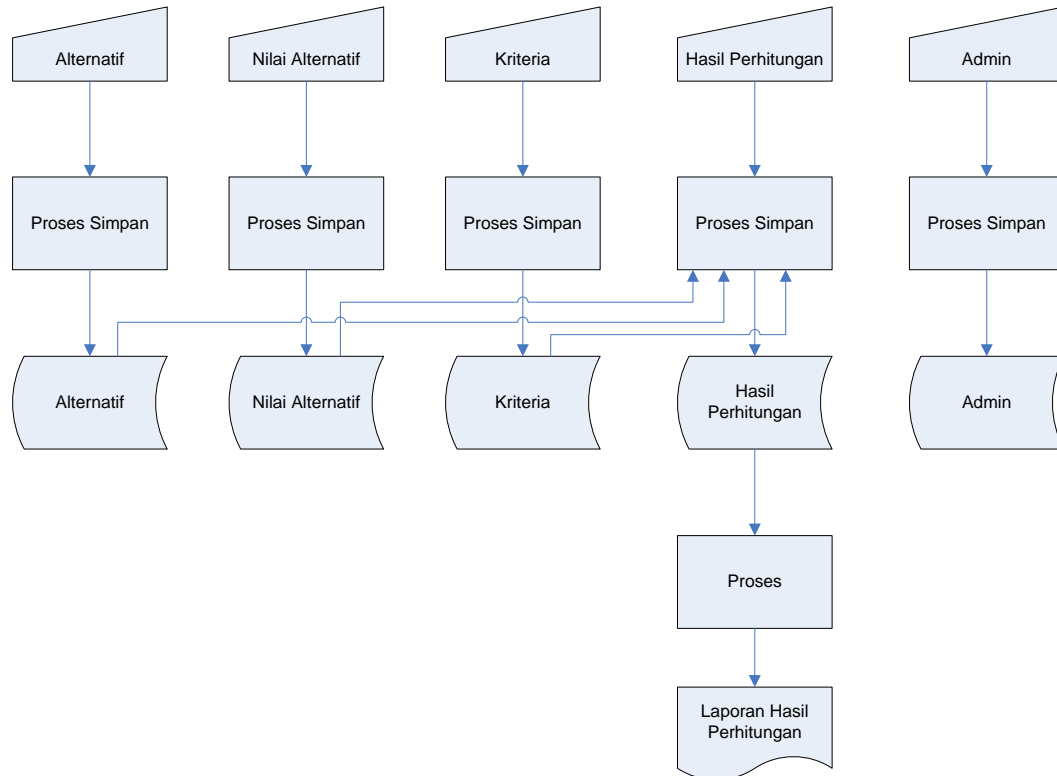 Alternatif
Nilai Alternatif
Kriteria
Hasil Perhitungan
Admin
Proses Simpan
Proses Simpan
Proses Simpan
Proses Simpan
Proses Simpan
Alternatif
Nilai Alternatif
Kriteria
Hasil
Perhitungan
Admin
Proses
Laporan Hasil
Perhitungan